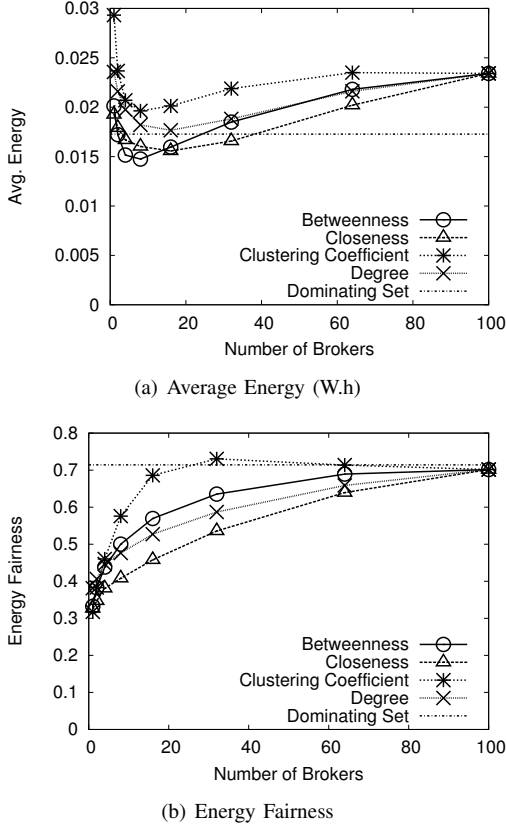 0.03
0.025
0.02
0.015
0.01
0.005
0
Avg. Energy
Betweenness
Closeness
Clustering Coefficient
Degree
Dominating Set
0 20 40 60 80 100
Number of Brokers
(a) Average Energy (W.h)
0.8
0.7
0.6
0.5
0.4
0.3
0.2
0.1
0
Energy Fairness
Betweenness
Closeness
Clustering Coefficient
Degree
Dominating Set
0 20 40 60 80 100
Number of Brokers
(b) Energy Fairness